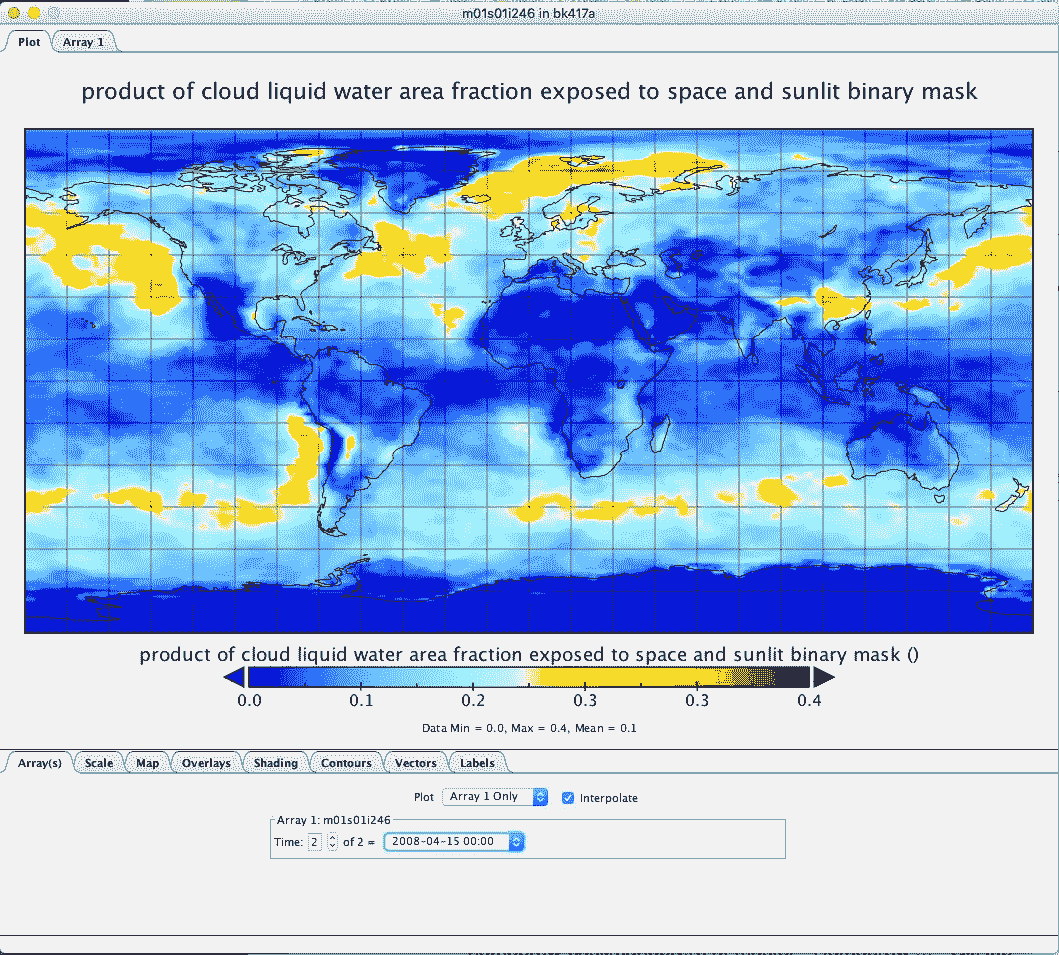 m01s01i246 in bk417a
Plot Array 1
product of cloud liquid water area fraction exposed to space and sunlit binary mask
product of cloud liquid water area fraction exposed to space and sunlit binary mask ()
0.0 0.1 0.2 0.3 0.3 0.4
Data Min = 0.0, Max = 0.4, Mean = 0.1
Array(s) Scale Map Overlays Shading Contours Vectors Labels
Plot Array 1 Only Interpolate
Array 1: m01s01i246
Time: 2 of 2 = 2008-04-15 00:00